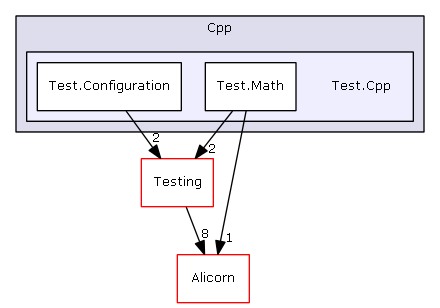 Cpp
Test.Configuration
Test.Math
Test.Cpp
2
2
Testing
8
1
Alicorn